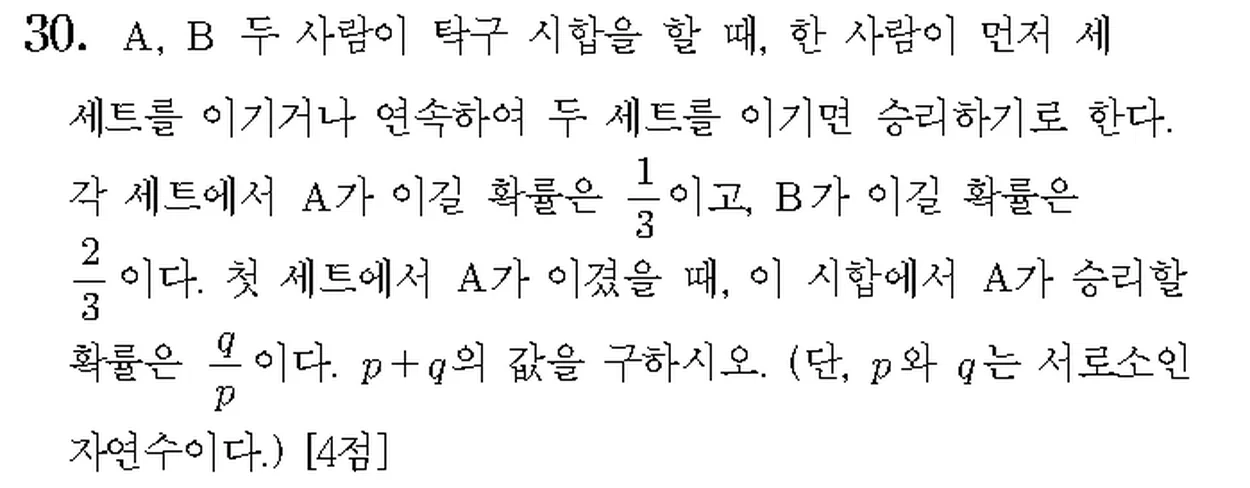 30. A, B 두 사람이 탁구 시합을 할 때, 한 사람이 먼저 세
세트를 이기거나 연속하여 두 세트를 이기면 승리하기로 한다.
각 세트에서 A가 이길 확률은 1/3이고, B가 이길 확률은
2/3이다. 첫 세트에서 A가 이겼을 때, 이 시합에서 A가 승리할
확률은 q/p이다. p+q의 값을 구하시오. (단, p와 q는 서로소인
자연수이다.) [4점]